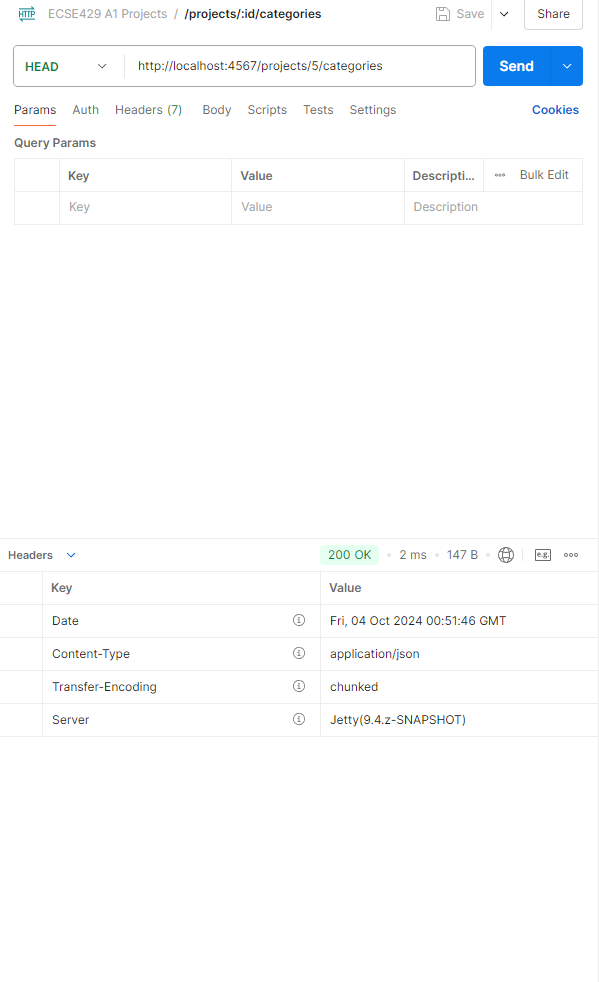 HTTP ECSE429 A1 Projects / /projects/:id/categories Save Share
HEAD http://localhost:4567/projects/5/categories Send
Params Auth Headers (7) Body Scripts Tests Settings Cookies
Query Params
Key Value Descripti... Bulk Edit
Key Value Description
Headers 200 OK 2 ms 147 B e.g.
Key Value
Date Fri, 04 Oct 2024 00:51:46 GMT
Content-Type application/json
Transfer-Encoding chunked
Server Jetty(9.4.z-SNAPSHOT)